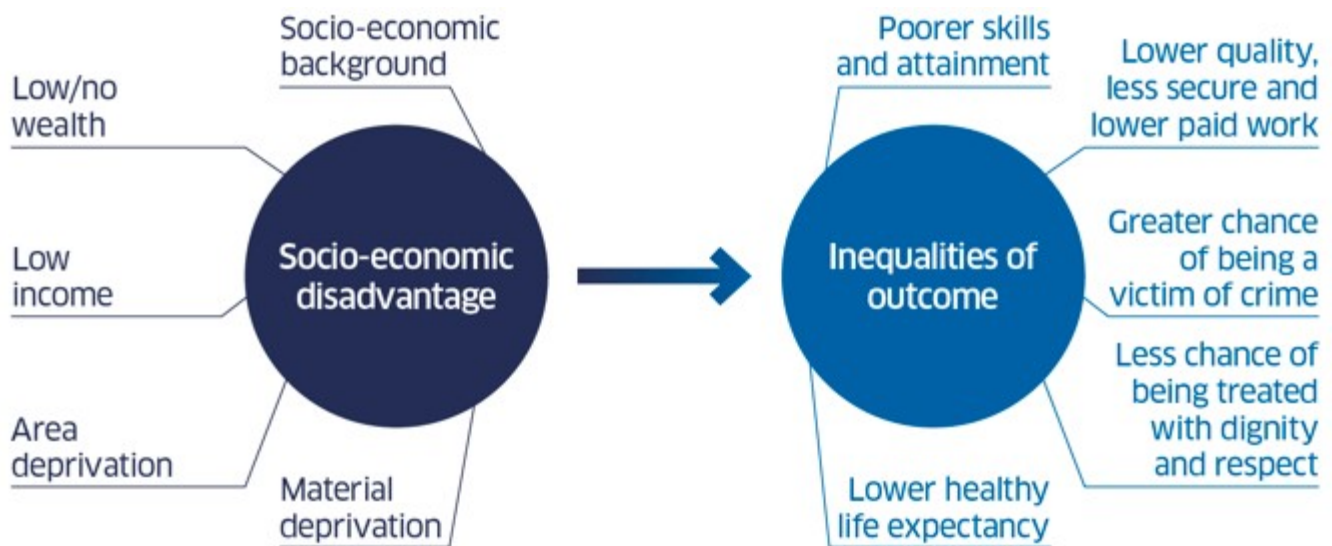 Socio-economic
background
Low/no
wealth
Low
income
Area
deprivation
Material
deprivation
Socio-economic
disadvantage
Inequalities of
outcome
Poorer skills
and attainment
Lower quality,
less secure and
lower paid work
Greater chance
of being a
victim of crime
Less chance of
being treated
with dignity
and respect
Lower healthy
life expectancy